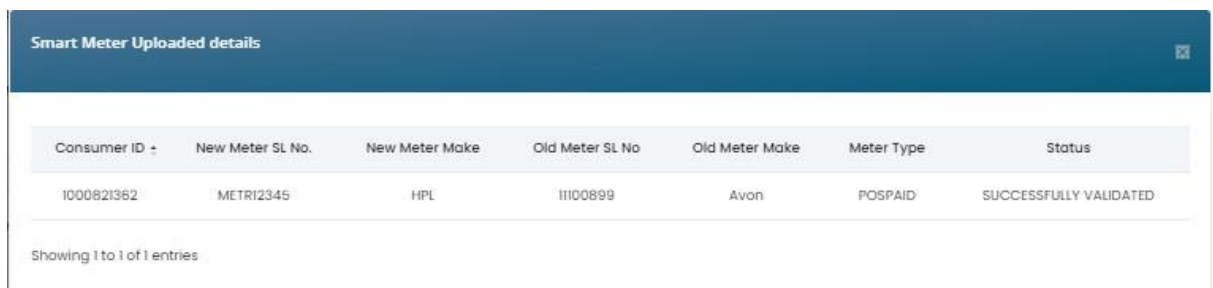 Smart Meter Uploaded details
Consumer ID New Meter SL No. New Meter Make Old Meter SL No Old Meter Make Meter Type Status
1000821362 METR12345 HPL 11100899 Avon POSPAID SUCCESSFULLY VALIDATED
Showing 1 to 1 of 1 entries